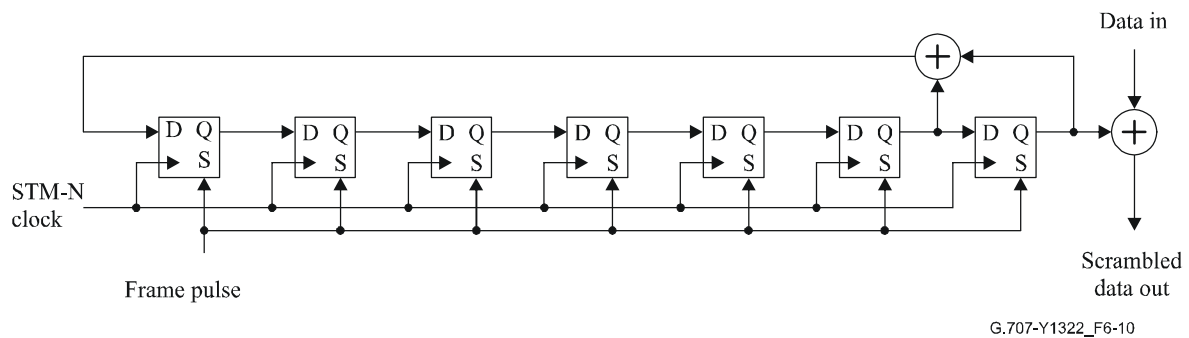 Data in
+
D Q D Q D Q D Q D Q D Q D Q
+
S S S S S S S
STM-N
clock
Frame pulse
Scrambled
data out
G.707-Y1322_F6-10